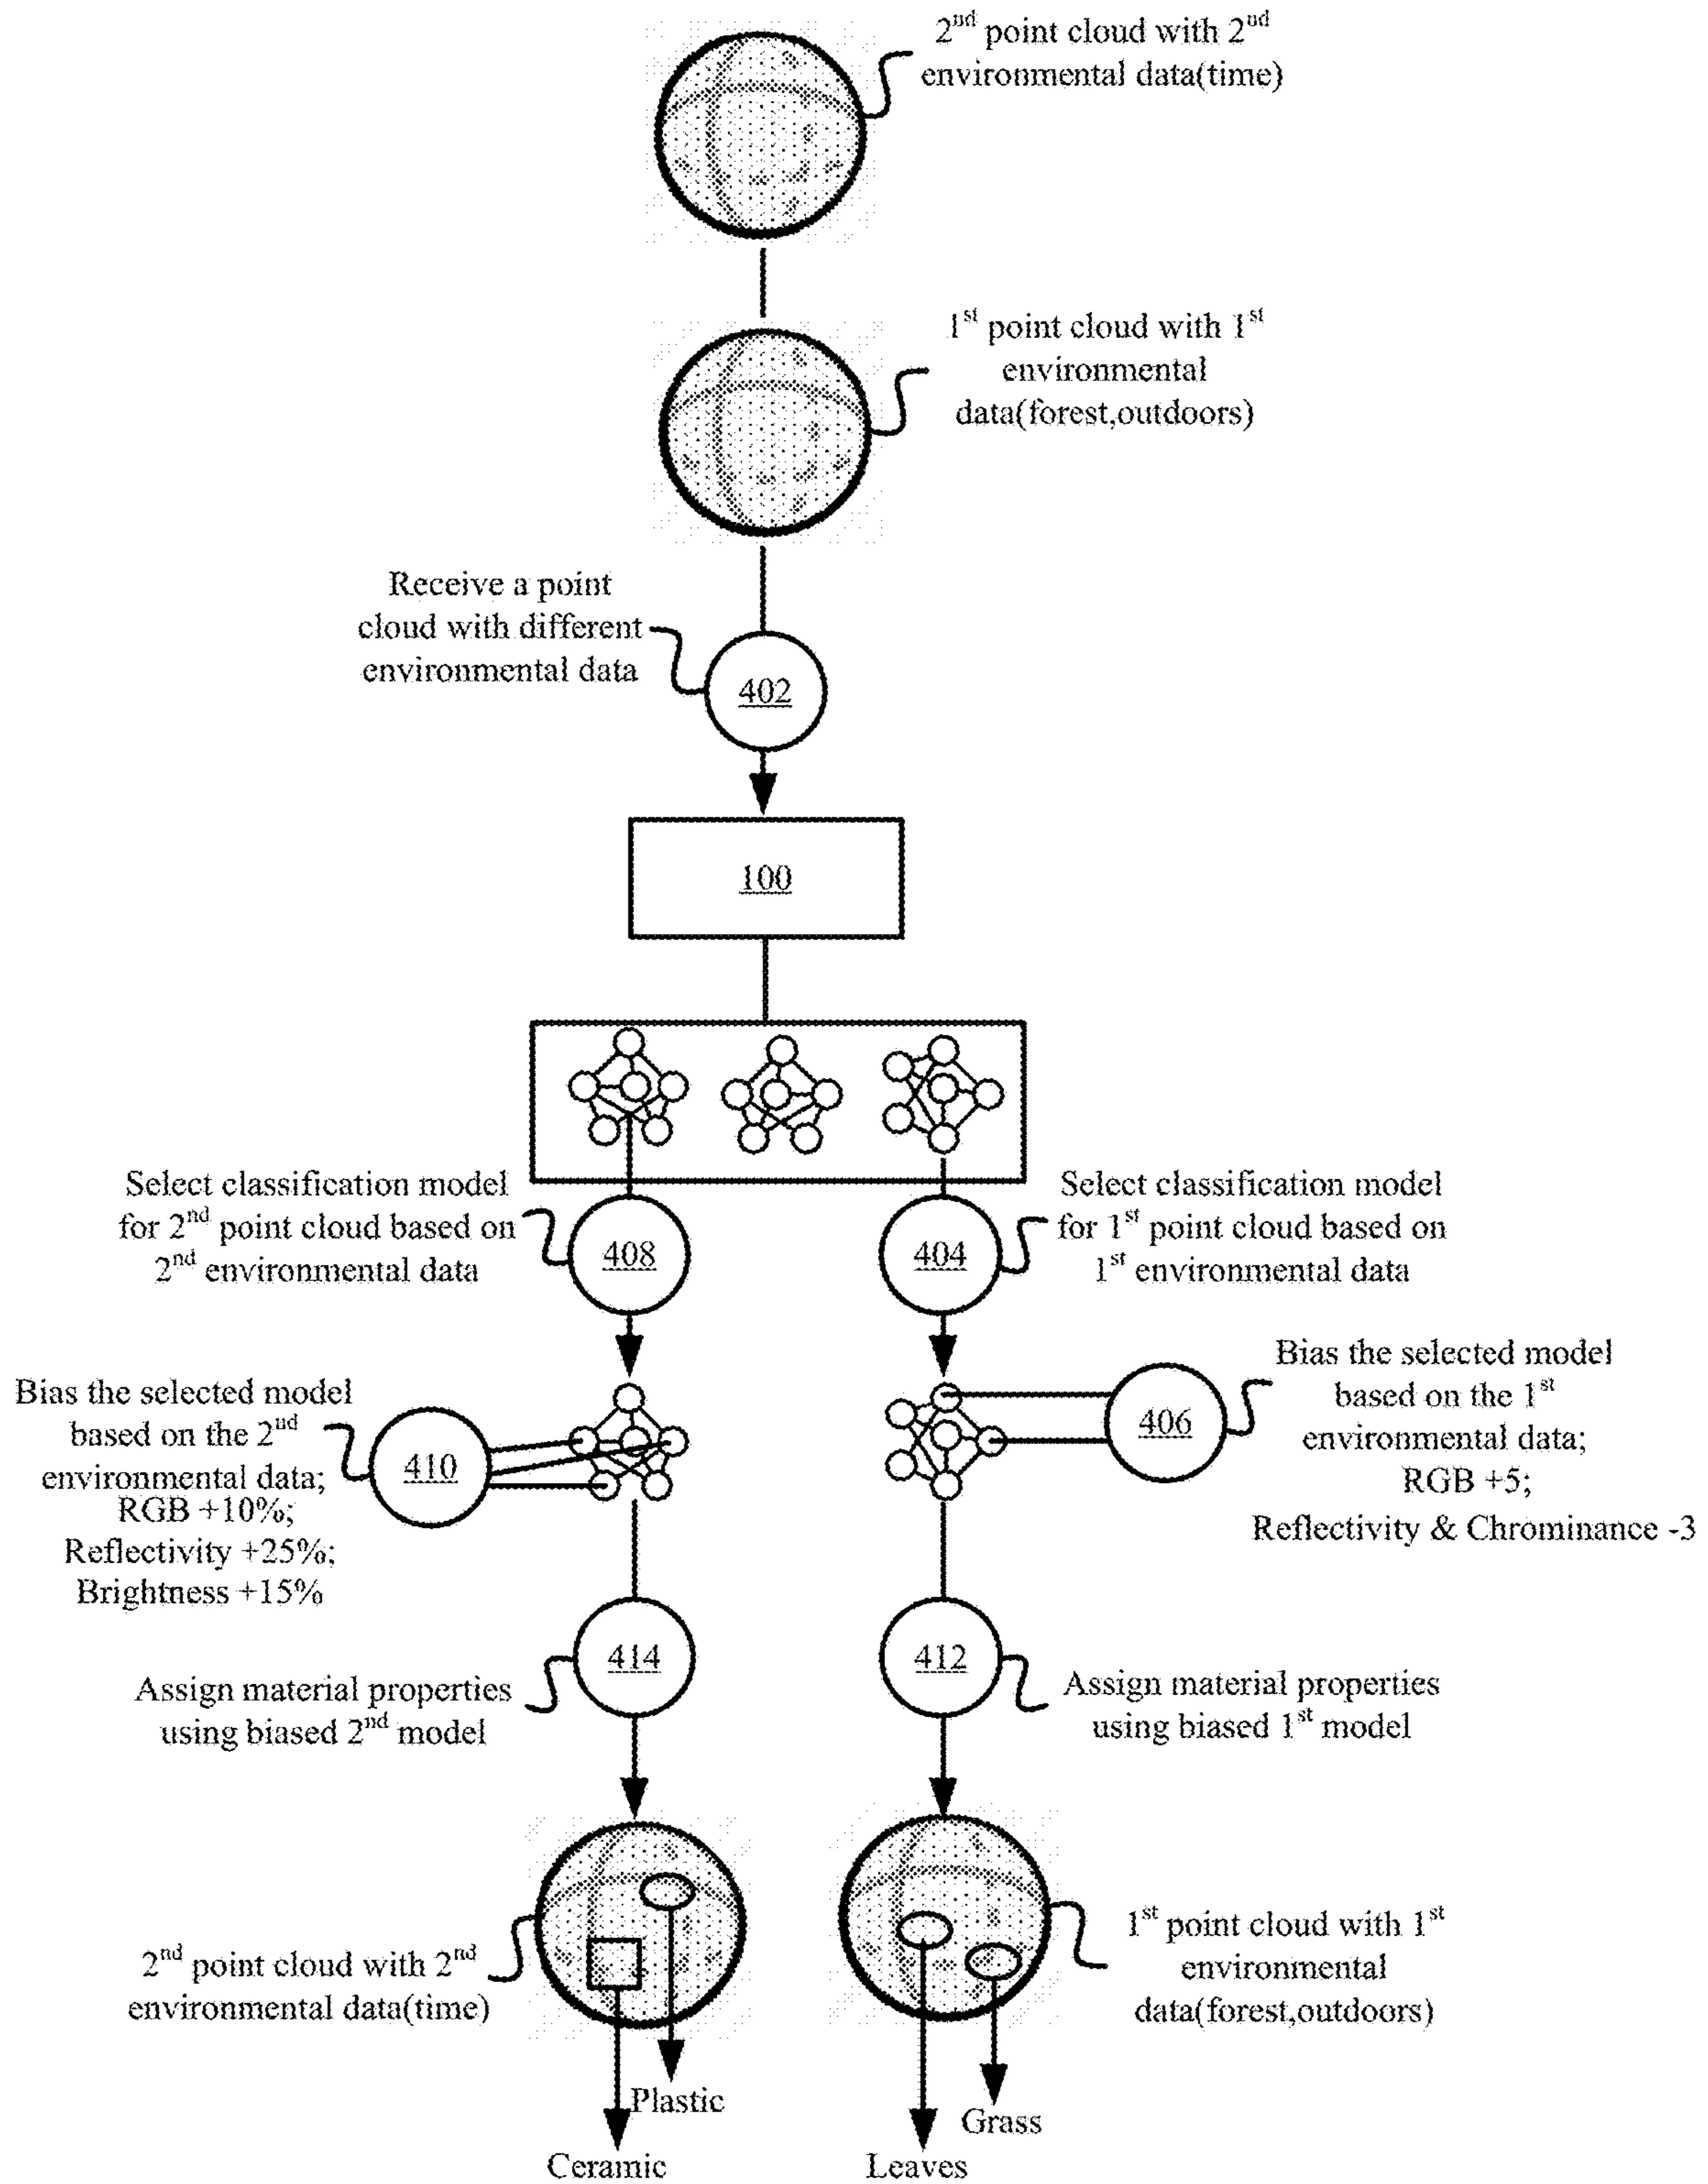 2nd point cloud with 2nd
environmental data(time)
1st point cloud with 1st
environmental
data(forest,outdoors)
Receive a point
cloud with different
environmental data
402
100
Select classification model
for 2nd point cloud based on
2nd environmental data
408
404
Select classification model
for 1st point cloud based on
1st environmental data
Bias the selected model
based on the 2nd
environmental data;
RGB +10%;
Reflectivity +25%;
Brightness +15%
410
406
Bias the selected model
based on the 1st
environmental data;
RGB +5;
Reflectivity & Chrominance -3
414
Assign material properties
using biased 2nd model
412
Assign material properties
using biased 1st model
2nd point cloud with 2nd
environmental data(time)
1st point cloud with 1st
environmental
data(forest,outdoors)
Plastic
Ceramic
Grass
Leaves